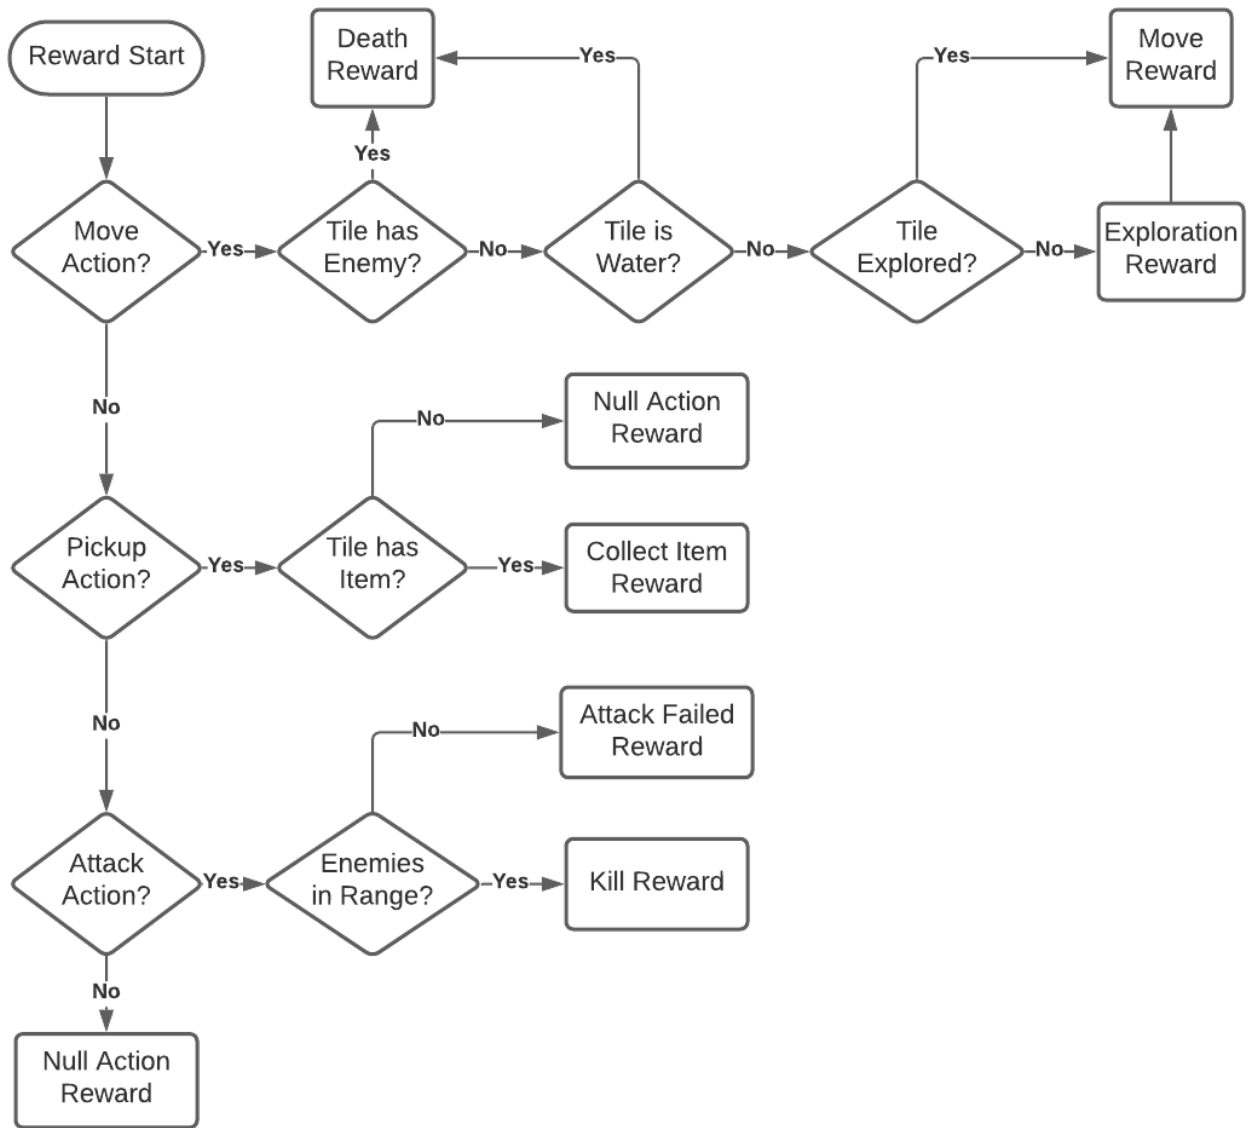 Reward Start
Death
Reward
Yes
Yes
Move
Reward
Yes
Move
Action?
Yes
Tile has
Enemy?
No
Tile is
Water?
No
Tile
Explored?
No
Exploration
Reward
No
No
Null Action
Reward
Pickup
Action?
Yes
Tile has
Item?
Yes
Collect Item
Reward
No
No
Attack Failed
Reward
Attack
Action?
Yes
Enemies
in Range?
Yes
Kill Reward
No
Null Action
Reward